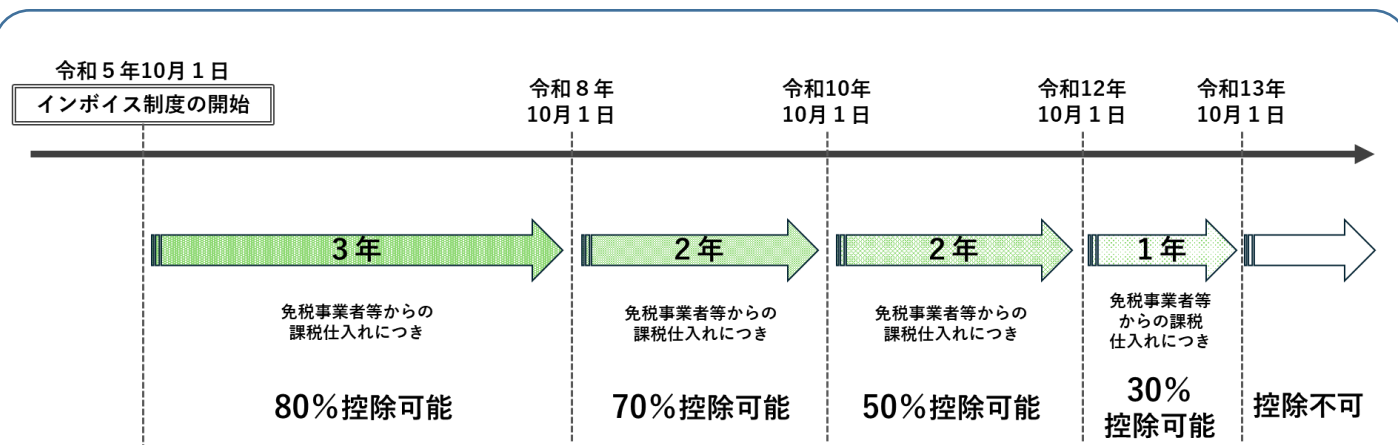 令和５年10月１日
インボイス制度の開始
令和８年
10月１日
令和10年
10月１日
令和12年
10月１日
令和13年
10月１日
３年
２年
２年
１年
免税事業者等からの
課税仕入れにつき
免税事業者等からの
課税仕入れにつき
免税事業者等からの
課税仕入れにつき
免税事業者等
からの課税
仕入れにつき
80％控除可能
70％控除可能
50％控除可能
30％
控除可能
控除不可